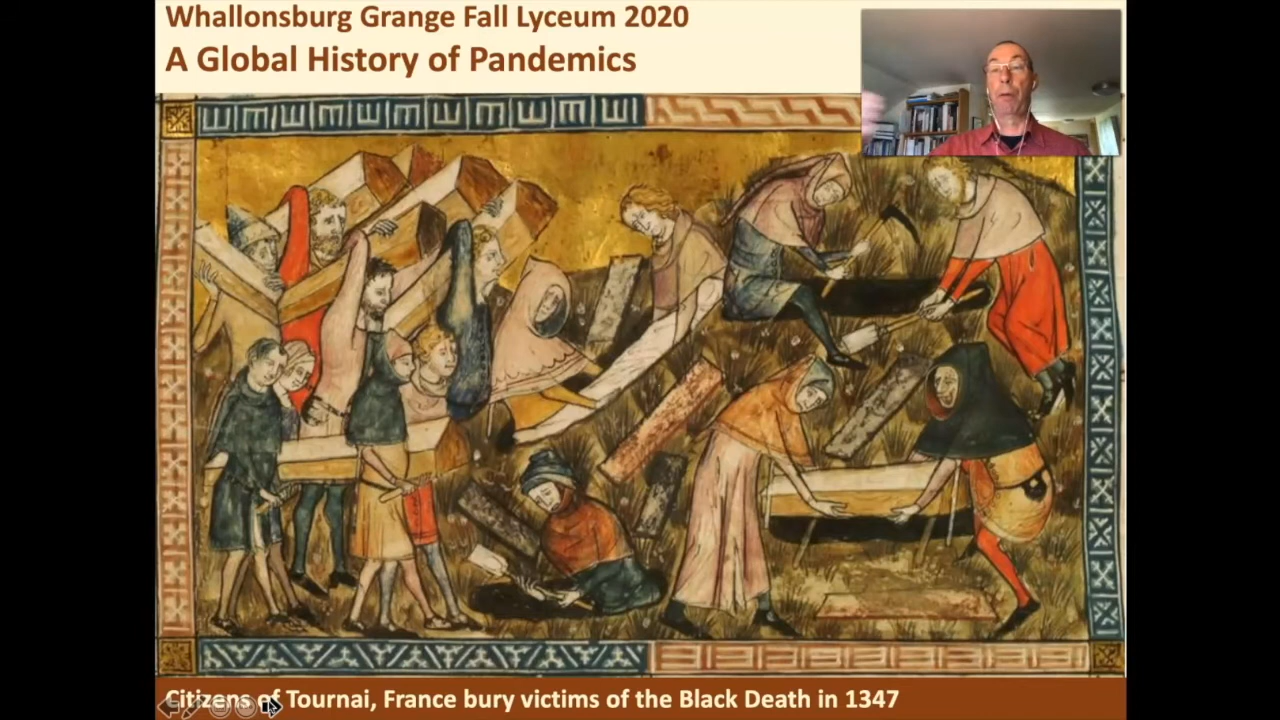 Whallonsburg Grange Fall Lyceum 2020
A Global History of Pandemics
Citizens of Tournai, France bury victims of the Black Death in 1347